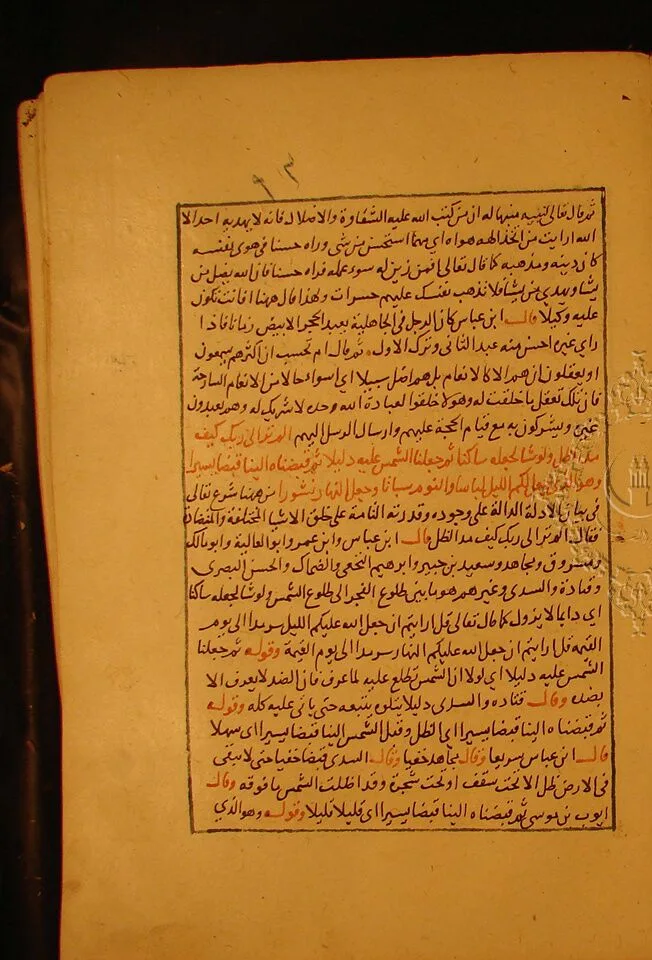 ثم قال تعالى لنبيه منبها له ان من كتب الله عليه الشقاوة والاضلال فانه لا يهديه احد الا
الله ارايت من اتخذ الهه هواه اي مهما استحسن من شي وراه حسنا في هوى نفسه
كان دينه ومذهبه كما قال تعالى افمن زين له سوء عمله فراه حسنا فان الله يضل من
يشا ويهدي من يشا فلا تذهب نفسك عليهم حسرات ولهذا قال ههنا افانت تكون
عليه وكيلا قال ابن عباس كان الرجل في الجاهلية يعبد الحجر الابيض زمانا فاذا
راي غيره احسن منه عبد الثاني وترك الاول ثم قال ام تحسب ان اكثرهم يسمعون
او يعقلون ان هم الا كالانعام بل هم اضل سبيلا اي اسواء حالا من الانعام السارحة
فان تلك تعقل ما خلقت له وهولا خلقوا لعبادة الله وحده لا شريك له وهم يعبدون
غيره ويشركون به مع قيام الحجة عليهم وارسال الرسل اليهم الم تر الى ربك كيف
مد الظل ولو شا لجعله ساكنا ثم جعلنا الشمس عليه دليلا ثم قبضناه الينا قبضا يسيرا
وهو الذي جعل لكم الليل لباسا والنوم سباتا وجعل النهار نشورا من ههنا شرع تعالى
في بيان الادلة الدالة على وجوده وقدرته التامة على خلق الاشيا المختلفة والمتضادة
فقال الم تر الى ربك كيف مد الظل قال ابن عباس وابن عمر وابو العالية وابو مالك
ومسروق ومجاهد وسعيد بن جبير وابرهيم النخعي والضحاك والحسن البصري
وقتادة والسدي وغيرهم هو ما بين طلوع الفجر الى طلوع الشمس ولو شا لجعله ساكنا
اي دايما لا يزول كما قال تعالى قل ارايتم ان جعل الله عليكم الليل سرمدا الى يوم
القيمة قل ارايتم ان جعل الله عليكم النهار سرمدا الى يوم القيمة وقوله ثم جعلنا
الشمس عليه دليلا اي لولا ان الشمس تطلع عليه لما عرف فان الضد لا يعرف الا
بضده وقال قتادة والسدي دليلا يتلوه يتبعه حتى ياتي عليه كله وقوله
ثم قبضناه الينا قبضا يسيرا اي الظل وقيل الشمس الينا قبضا يسيرا اي سهلا
قال ابن عباس سريعا وقال مجاهد خفيا وقال السدي قبضا خفيا حتى لا يبقى
في الارض ظل الا تحت سقف او تحت شجرة وقد اظلت الشمس ما فوقه وقال
ايوب بن موسى ثم قبضناه الينا قبضا يسيرا اي قليلا قليلا وقوله وهو الذي